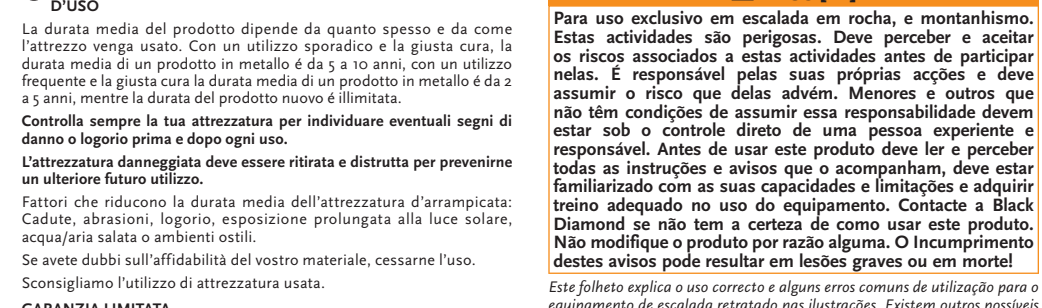 D'USO
La durata media del prodotto dipende da quanto spesso e da come
l'attrezzo venga usato. Con un utilizzo sporadico e la giusta cura, la
durata media di un prodotto in metallo é da 5 a 10 anni, con un utilizzo
frequente e la giusta cura la durata media di un prodotto in metallo é da 2
a 5 anni, mentre la durata del prodotto nuovo é illimitata.
Controlla sempre la tua attrezzatura per individuare eventuali segni di
danno o logorio prima e dopo ogni uso.
L'attrezzatura danneggiata deve essere ritirata e distrutta per prevenirne
un ulteriore futuro utilizzo.
Fattori che riducono la durata media dell'attrezzatura d'arrampicata:
Cadute, abrasioni, logorio, esposizione prolungata alla luce solare,
acqua/aria salata o ambienti ostili.
Se avete dubbi sull'affidabilità del vostro materiale, cessarne l'uso.
Sconsigliamo l'utilizzo di attrezzatura usata.
GARANZIA LIMITATA
Para uso exclusivo em escalada em rocha, e montanhismo.
Estas actividades são perigosas. Deve perceber e aceitar
os riscos associados a estas actividades antes de participar
nelas. É responsável pelas suas próprias acções e deve
assumir o risco que delas advém. Menores e outros que
não têm condições de assumir essa responsabilidade devem
estar sob o controle direto de uma pessoa experiente e
responsável. Antes de usar este produto deve ler e perceber
todas as instruções e avisos que o acompanham, deve estar
familiarizado com as suas capacidades e limitações e adquirir
treino adequado no uso do equipamento. Contacte a Black
Diamond se não tem a certeza de como usar este produto.
Não modifique o produto por razão alguma. O Incumprimento
destes avisos pode resultar em lesões graves ou em morte!
Este folheto explica o uso correcto e alguns erros comuns de utilização para o
equipamento de escalada retratado nas ilustrações. Existem outros possíveis